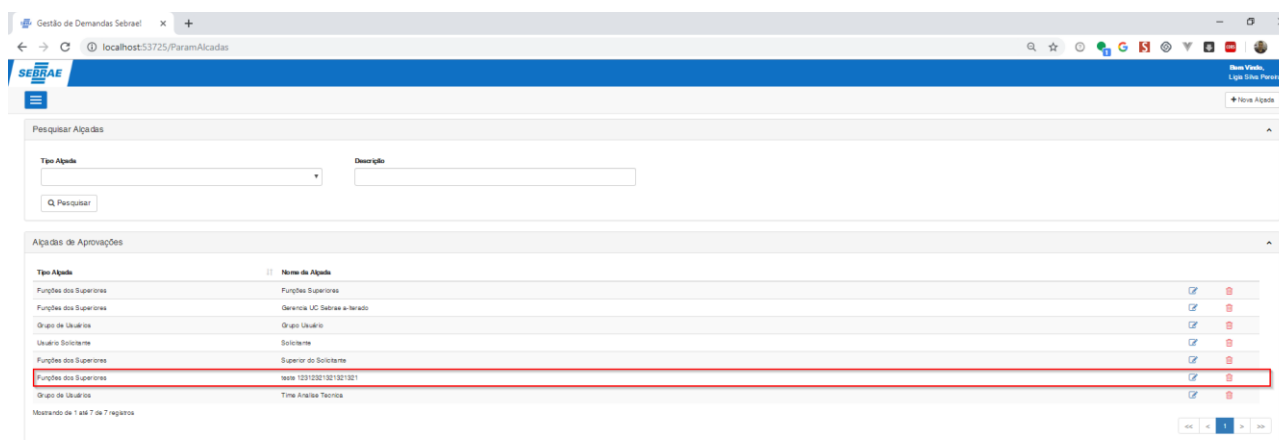 Gestão de Demandas Sebrae!
localhost:53725/ParamAlcadas
SEBRAE
Bem Vindo,
Ligia Silva Pereir
+ Nova Alçada
Pesquisar Alçadas
Tipo Alçada Descrição
Pesquisar
Alçadas de Aprovações
Tipo Alçada Nome da Alçada
Funções dos Superiores Funções Superiores
Funções dos Superiores Gerencia UC Sebrae a-lterado
Grupo de Usuários Grupo Usuário
Usuário Solicitante Solicitante
Funções dos Superiores Superior do Solicitante
Funções dos Superiores teste 12312321321321321
Grupo de Usuários Time Analise Tecnica
Mostrando de 1 até 7 de 7 registros
<< < 1 > >>